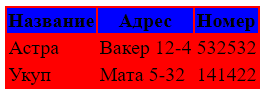 Название Адрес Номер
Астра Вакер 12-4 532532
Укуп Мата 5-32 141422